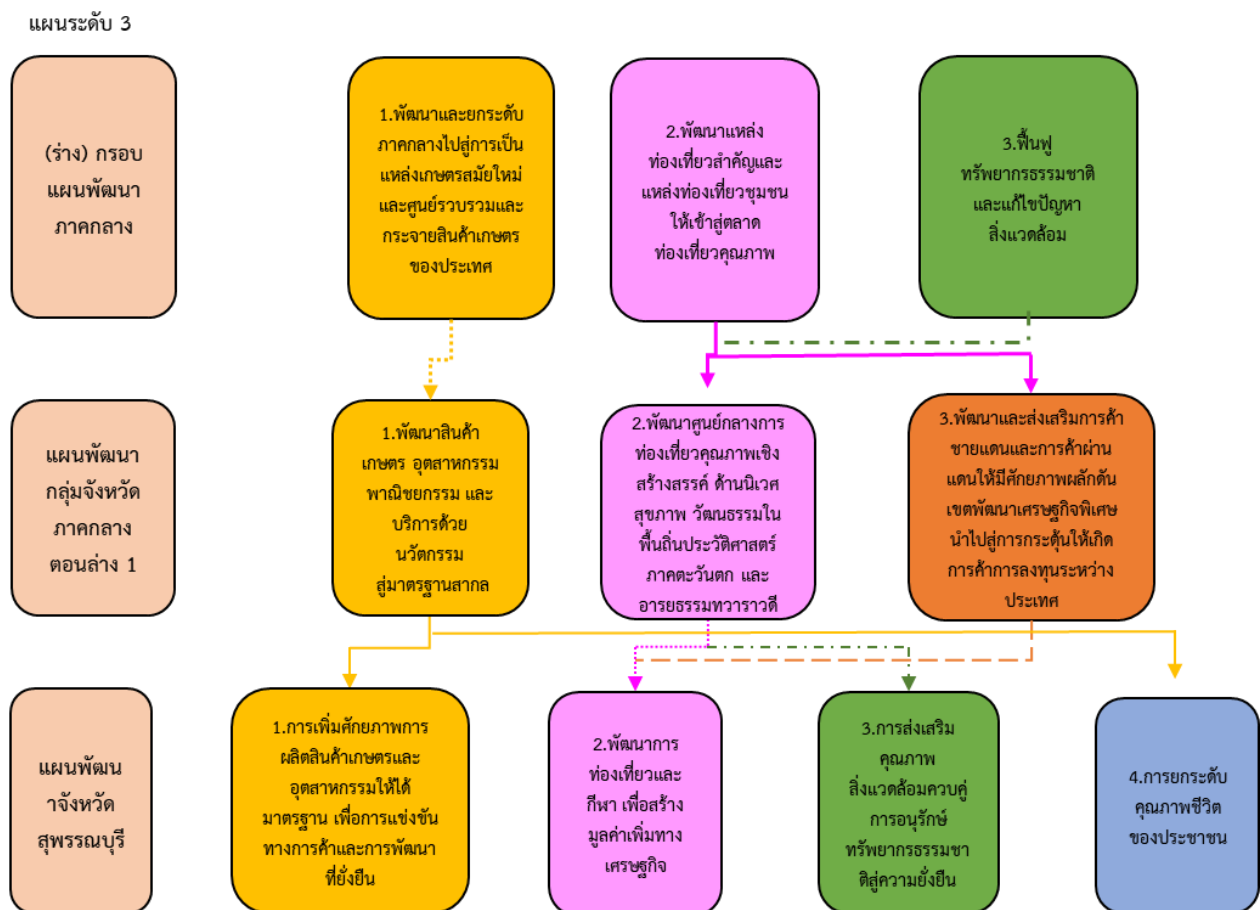 แผนระดับ 3
(ร่าง) กรอบ
แผนพัฒนา
ภาคกลาง
1.พัฒนาและยกระดับ
ภาคกลางไปสู่การเป็น
แหล่งเกษตรสมัยใหม่
และศูนย์รวบรวมและ
กระจายสินค้าเกษตร
ของประเทศ
2.พัฒนาแหล่ง
ท่องเที่ยวสำคัญและ
แหล่งท่องเที่ยวชุมชน
ให้เข้าสู่ตลาด
ท่องเที่ยวคุณภาพ
3.ฟื้นฟู
ทรัพยากรธรรมชาติ
และแก้ไขปัญหา
สิ่งแวดล้อม
แผนพัฒนา
กลุ่มจังหวัด
ภาคกลาง
ตอนล่าง 1
1.พัฒนาสินค้า
เกษตร อุตสาหกรรม
พาณิชยกรรม และ
บริการด้วย
นวัตกรรม
สู่มาตรฐานสากล
2.พัฒนาศูนย์กลางการ
ท่องเที่ยวคุณภาพเชิง
สร้างสรรค์ ด้านนิเวศ
สุขภาพ วัฒนธรรมใน
พื้นถิ่นประวัติศาสตร์
ภาคตะวันตก และ
อารยธรรมทวาราวดี
3.พัฒนาและส่งเสริมการค้า
ชายแดนและการค้าผ่าน
แดนให้มีศักยภาพผลักดัน
เขตพัฒนาเศรษฐกิจพิเศษ
นำไปสู่การกระตุ้นให้เกิด
การค้าการลงทุนระหว่าง
ประเทศ
แผนพัฒน
าจังหวัด
สุพรรณบุรี
1.การเพิ่มศักยภาพการ
ผลิตสินค้าเกษตรและ
อุตสาหกรรมให้ได้
มาตรฐาน เพื่อการแข่งขัน
ทางการค้าและการพัฒนา
ที่ยั่งยืน
2.พัฒนาการ
ท่องเที่ยวและ
กีฬา เพื่อสร้าง
มูลค่าเพิ่มทาง
เศรษฐกิจ
3.การส่งเสริม
คุณภาพ
สิ่งแวดล้อมควบคู่
การอนุรักษ์
ทรัพยากรธรรมชา
ติสู่ความยั่งยืน
4.การยกระดับ
คุณภาพชีวิต
ของประชาชน